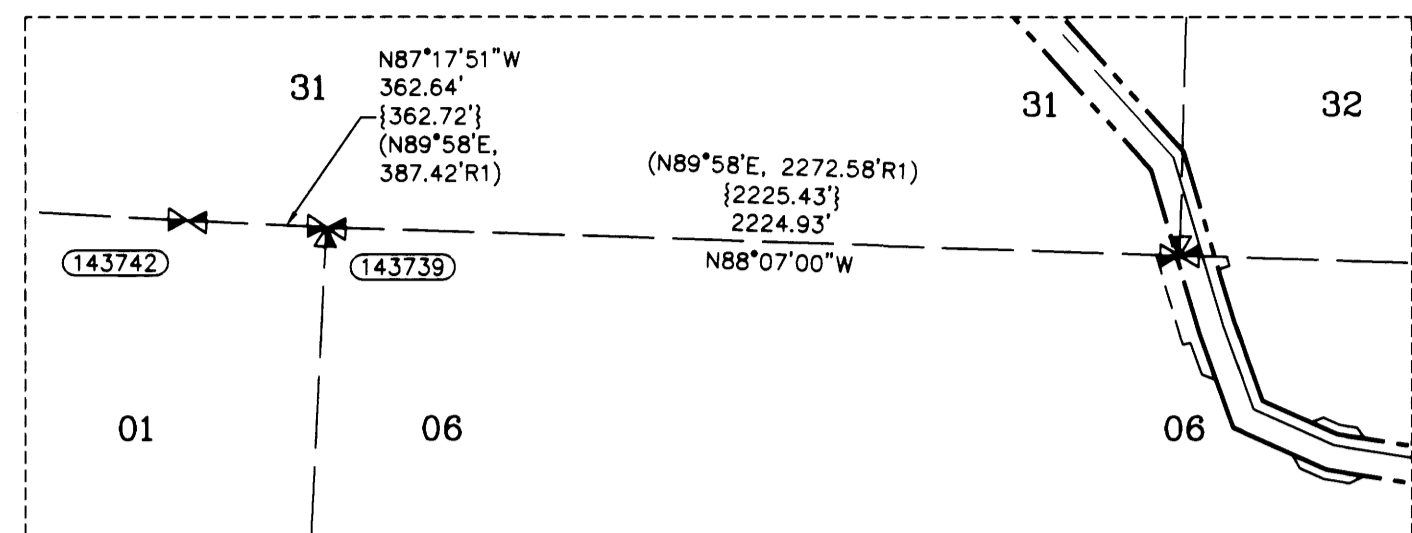 31
N87°17'51"W
362.64'
{362.72'}
(N89°58'E,
387.42'R1)
(N89°58'E, 2272.58'R1)
{2225.43'}
2224.93'
N88°07'00"W
31
32
143742
143739
01
06
06